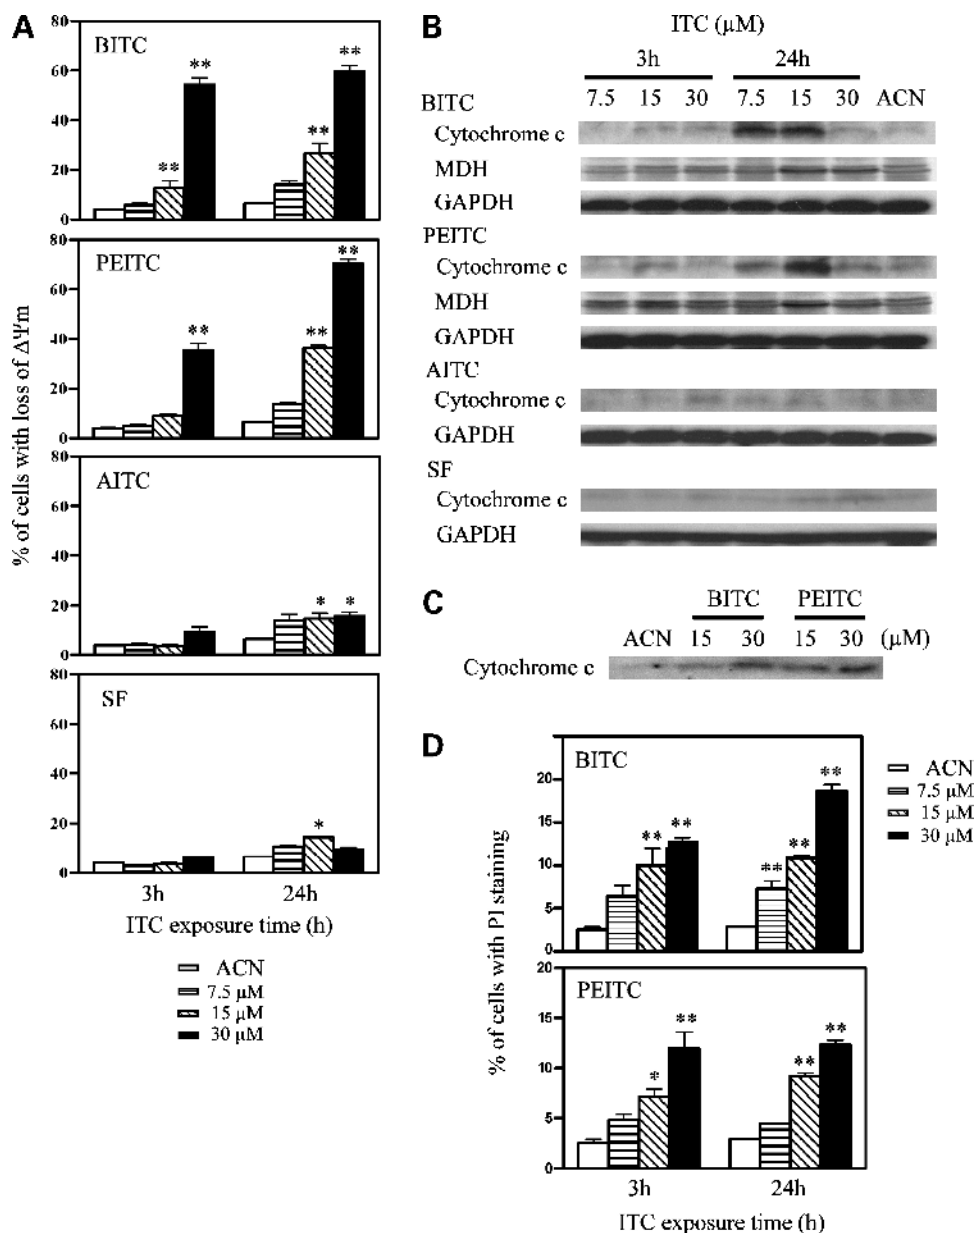 A
% of cells with loss of ΔΨm
80
60
40
20
0
BITC
** ** ** **
80
60
40
20
0
PEITC
** ** **
80
60
40
20
0
AITC
* *
80
60
40
20
0
SF
*
3h 24h
ITC exposure time (h)
ACN
7.5 μM
15 μM
30 μM
B
ITC (μM)
3h 24h
BITC 7.5 15 30 7.5 15 30 ACN
Cytochrome c
MDH
GAPDH
PEITC
Cytochrome c
MDH
GAPDH
AITC
Cytochrome c
GAPDH
SF
Cytochrome c
GAPDH
C
BITC PEITC
ACN 15 30 15 30 (μM)
Cytochrome c
D
% of cells with PI staining
20
15
10
5
0
BITC
** ** ** ** **
ACN
7.5 μM
15 μM
30 μM
20
15
10
5
0
PEITC
* ** ** **
3h 24h
ITC exposure time (h)